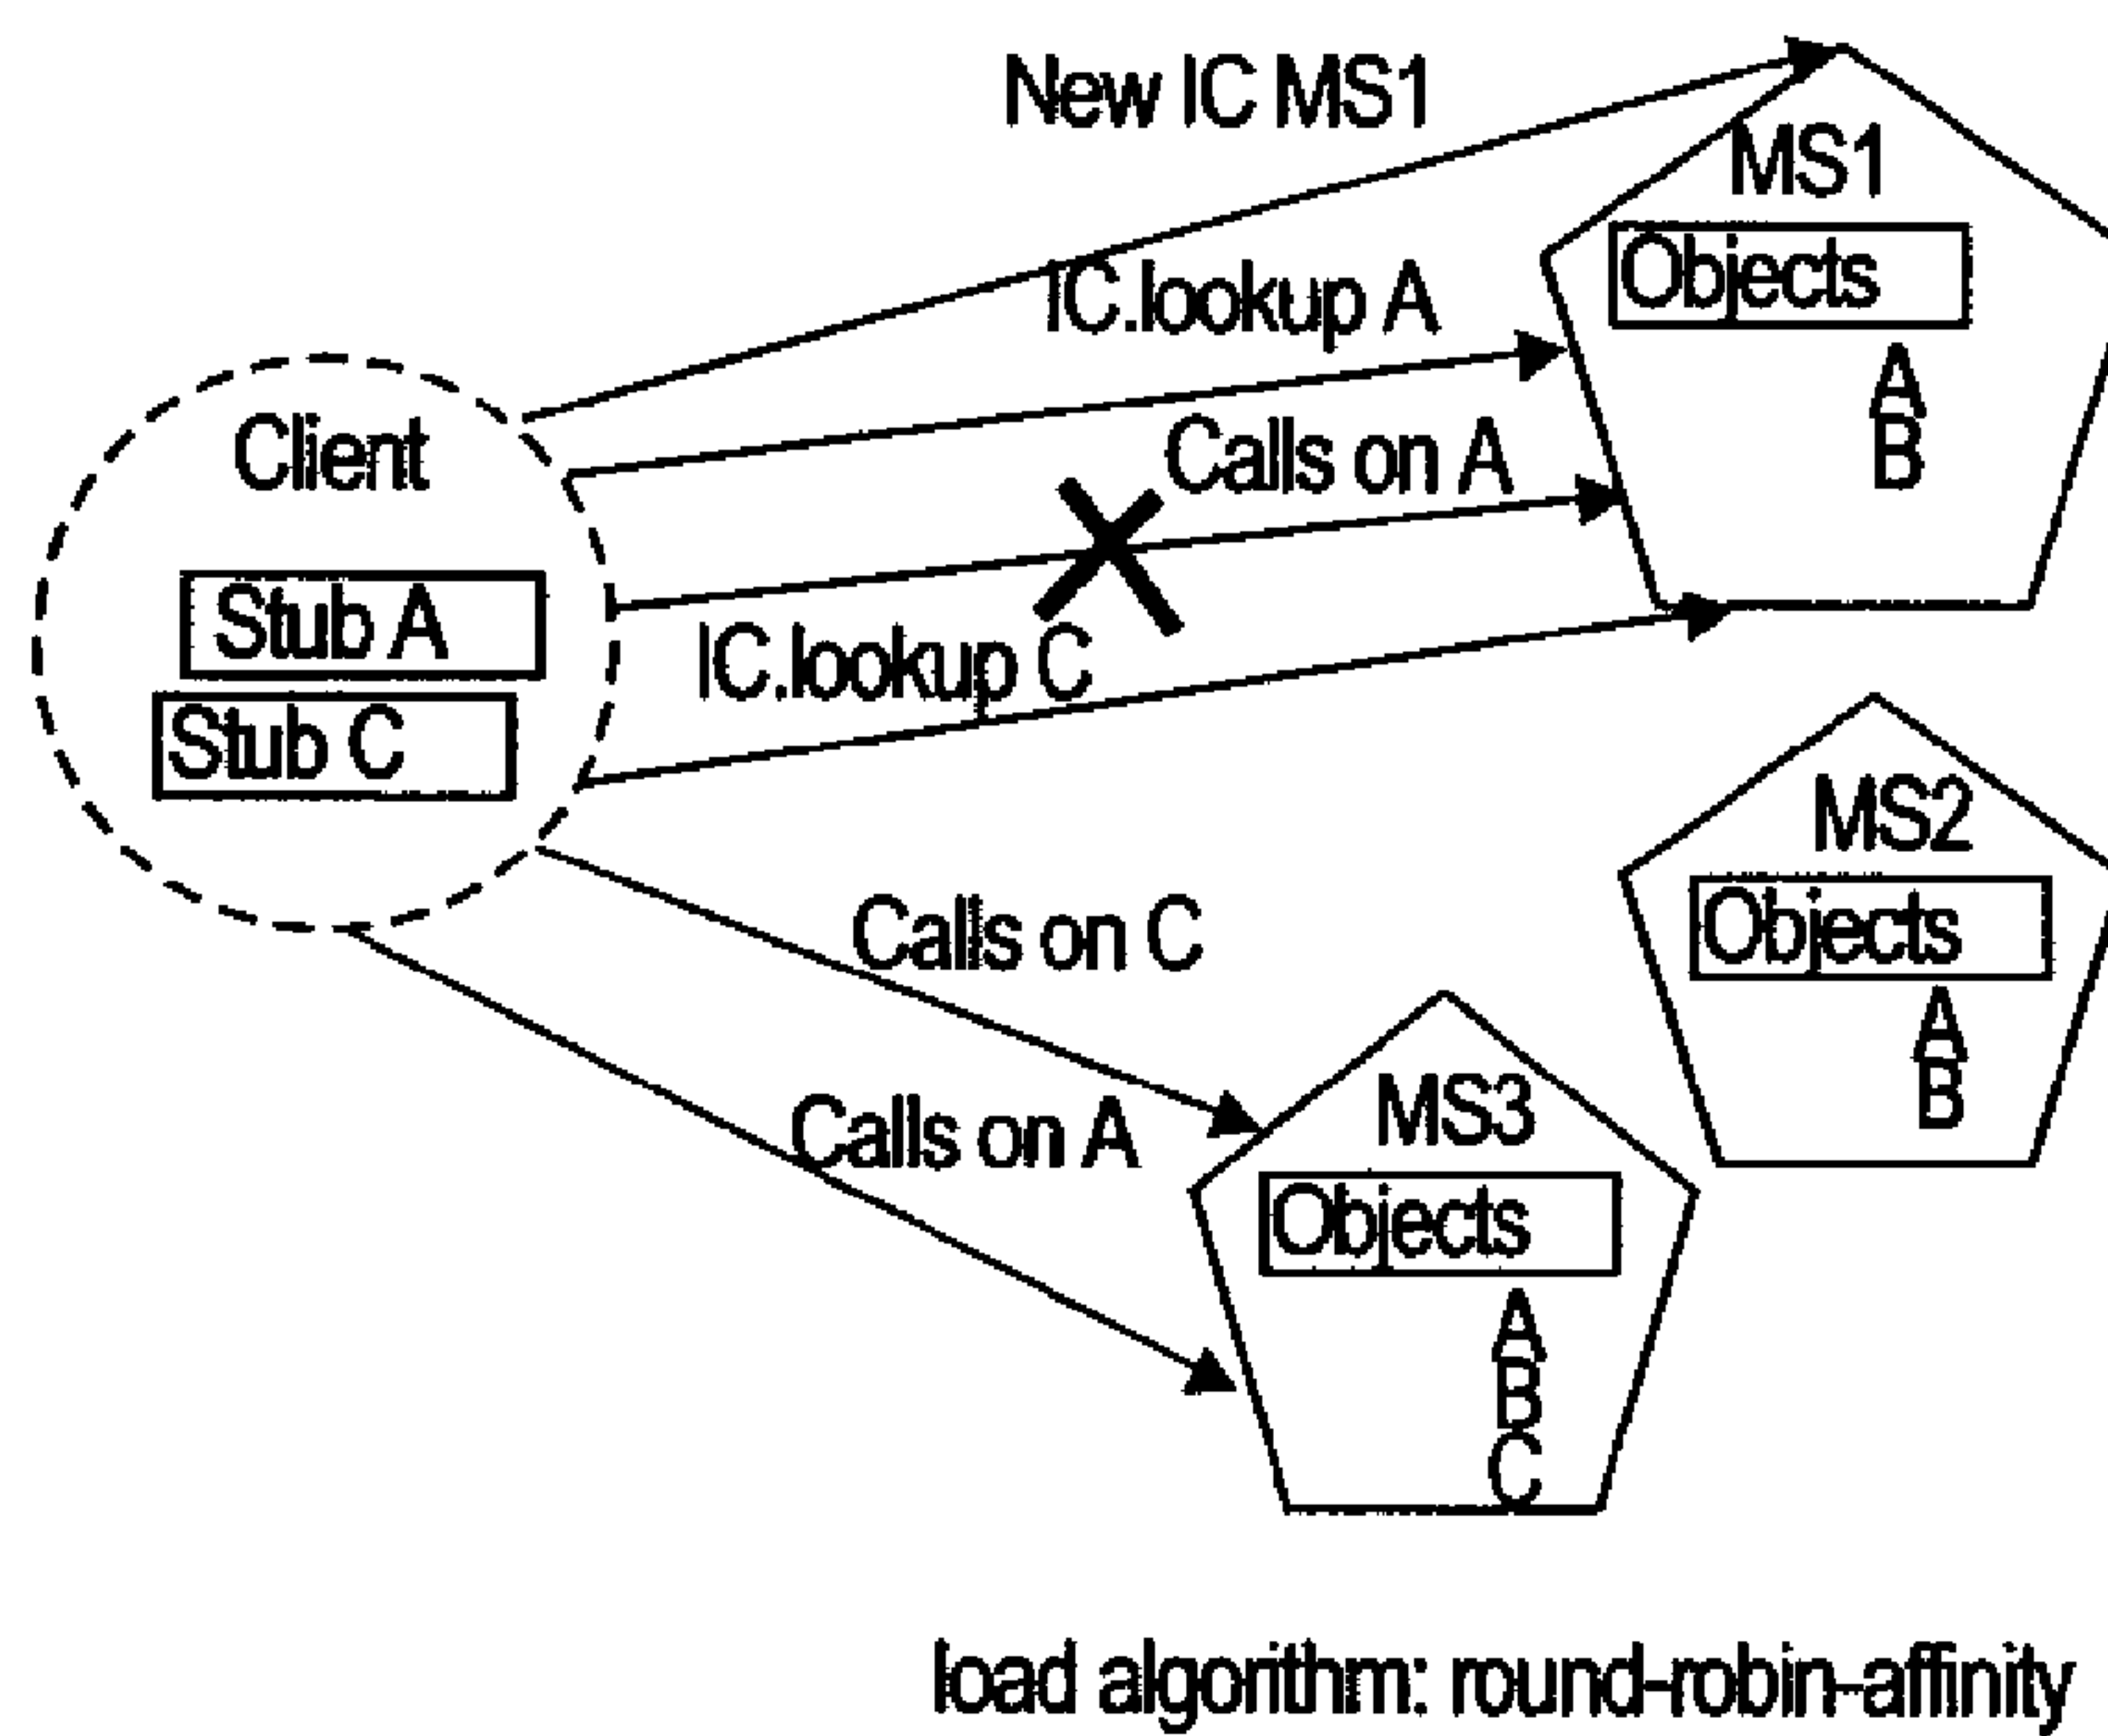 New IC MS1
MS1
Objects
A
B
IC.lookup A
Calls on A
Client
Stub A
Stub C
IC.lookup C
MS2
Objects
A
B
Calls on C
Calls on A
MS3
Objects
A
B
C
load algorithm: round-robin-affinity